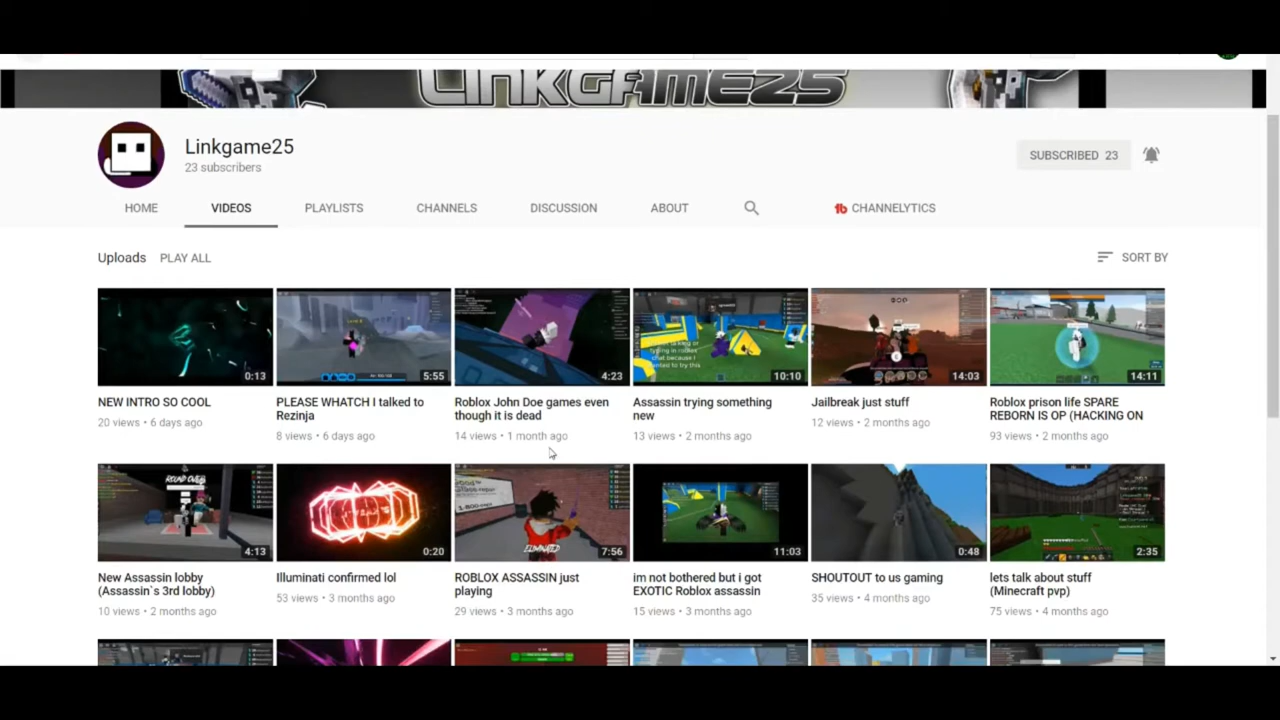 LINKGAME25
Linkgame25
23 subscribers
SUBSCRIBED 23
HOME
VIDEOS
PLAYLISTS
CHANNELS
DISCUSSION
ABOUT
CHANNELYTICS
Uploads
PLAY ALL
SORT BY
0:13
5:55
4:23
10:10
14:03
14:11
NEW INTRO SO COOL
20 views • 6 days ago
PLEASE WHATCH I talked to
Rezinja
8 views • 6 days ago
Roblox John Doe games even
though it is dead
14 views • 1 month ago
Assassin trying something
new
13 views • 2 months ago
Jailbreak just stuff
12 views • 2 months ago
Roblox prison life SPARE
REBORN IS OP (HACKING ON
93 views • 2 months ago
ROUND OVER
4:13
0:20
ELIMINATED
7:56
11:03
0:48
2:35
New Assassin lobby
(Assassin`s 3rd lobby)
10 views • 2 months ago
Illuminati confirmed lol
53 views • 3 months ago
ROBLOX ASSASSIN just
playing
29 views • 3 months ago
im not bothered but i got
EXOTIC Roblox assassin
15 views • 3 months ago
SHOUTOUT to us gaming
35 views • 4 months ago
lets talk about stuff
(Minecraft pvp)
75 views • 4 months ago